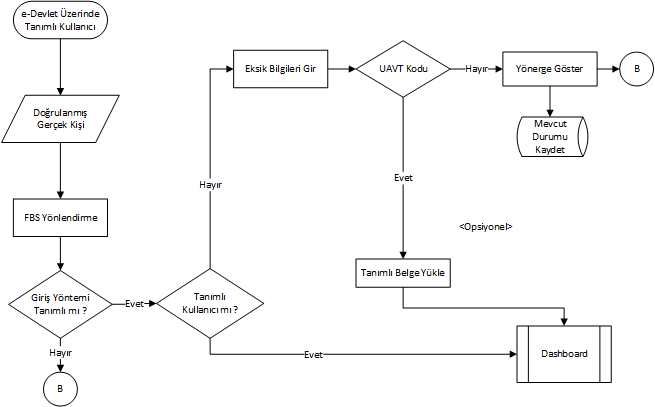 e-Devlet Üzerinde
Tanımlı Kullanıcı
Doğrulanmış
Gerçek Kişi
FBS Yönlendirme
Giriş Yöntemi
Tanımlı mı ?
Evet
Hayır
B
Tanımlı
Kullanıcı mı ?
Hayır
Evet
Eksik Bilgileri Gir
UAVT Kodu
Hayır
Yönerge Göster
B
Mevcut
Durumu
Kaydet
Evet
<Opsiyonel>
Tanımlı Belge Yükle
Dashboard